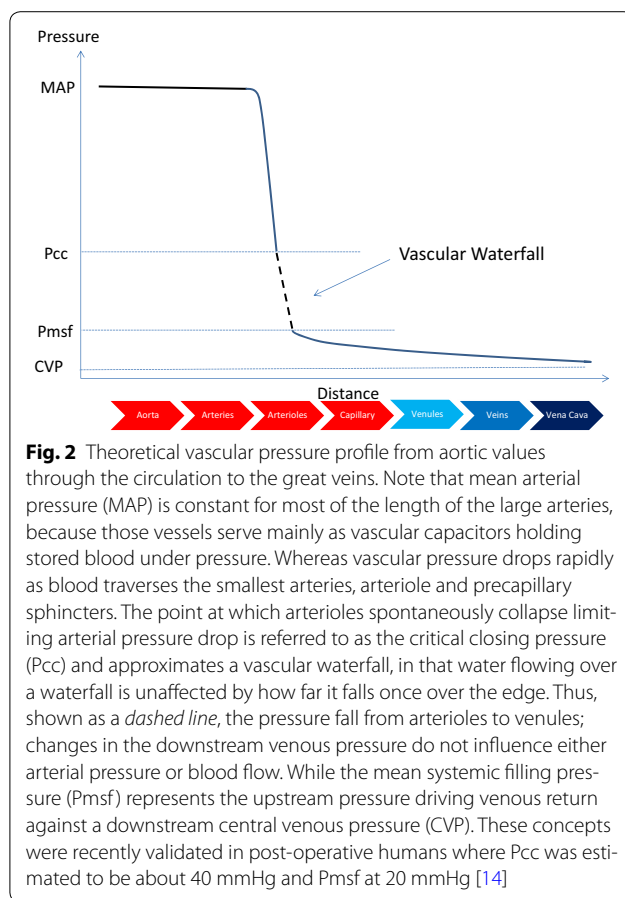 Pressure
MAP
Pcc
Vascular Waterfall
Pmsf
CVP
Distance
Aorta
Arteries
Arterioles
Capillary
Venules
Veins
Vena Cava
Fig. 2 Theoretical vascular pressure profile from aortic values
through the circulation to the great veins. Note that mean arterial
pressure (MAP) is constant for most of the length of the large arteries,
because those vessels serve mainly as vascular capacitors holding
stored blood under pressure. Whereas vascular pressure drops rapidly
as blood traverses the smallest arteries, arteriole and precapillary
sphincters. The point at which arterioles spontaneously collapse limit-
ing arterial pressure drop is referred to as the critical closing pressure
(Pcc) and approximates a vascular waterfall, in that water flowing over
a waterfall is unaffected by how far it falls once over the edge. Thus,
shown as a dashed line, the pressure fall from arterioles to venules;
changes in the downstream venous pressure do not influence either
arterial pressure or blood flow. While the mean systemic filling pres-
sure (Pmsf) represents the upstream pressure driving venous return
against a downstream central venous pressure (CVP). These concepts
were recently validated in post-operative humans where Pcc was esti-
mated to be about 40 mmHg and Pmsf at 20 mmHg [14]